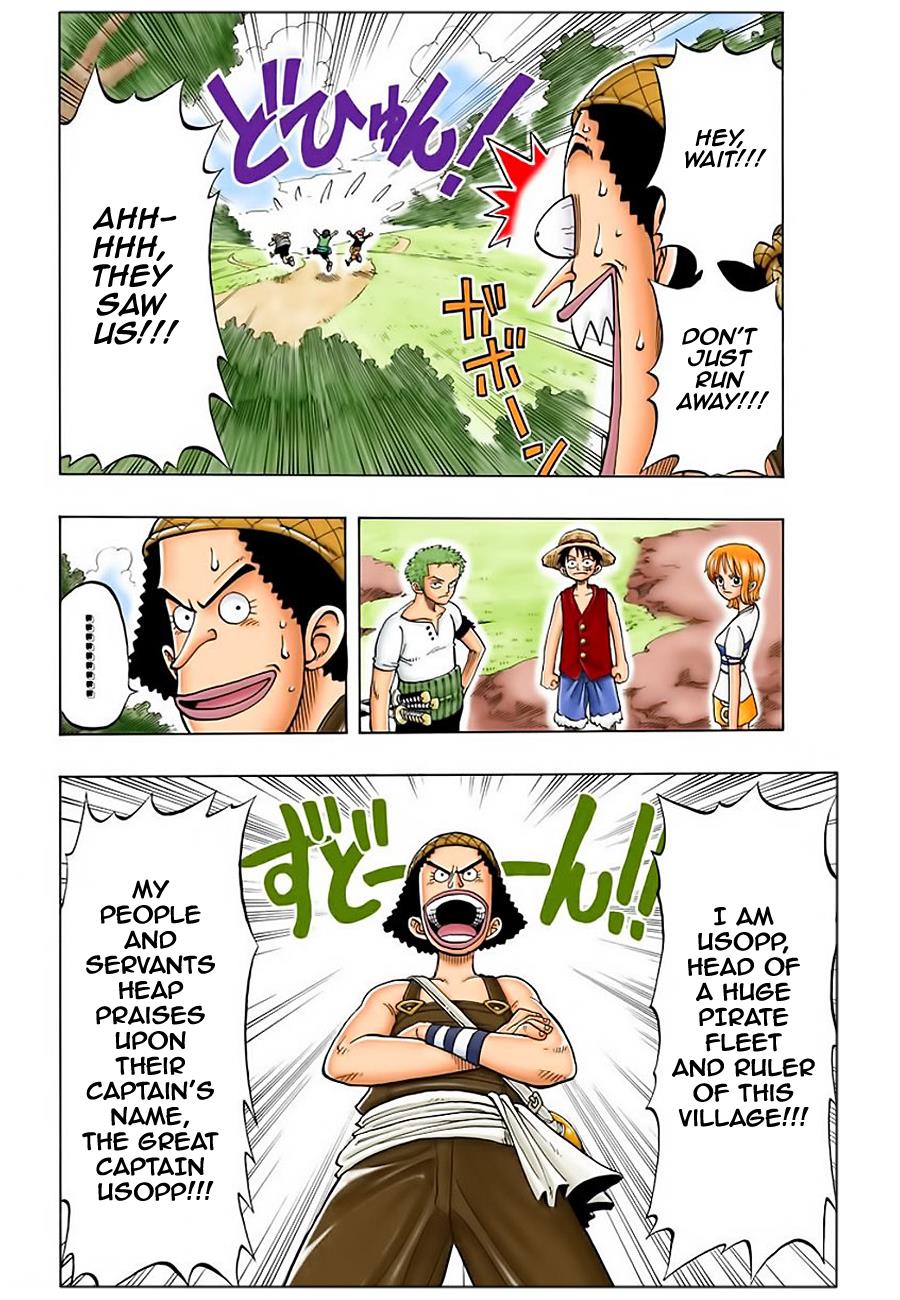 HEY,
WAIT!!!
DON'T
JUST
RUN
AWAY!!!
どひゅん!
ガボーン
AHH-
HHH,
THEY
SAW
US!!!
.........
I AM
USOPP,
HEAD OF
A HUGE
PIRATE
FLEET
AND RULER
OF THIS
VILLAGE!!!
ずどーーん!!
MY
PEOPLE
AND
SERVANTS
HEAP
PRAISES
UPON
THEIR
CAPTAIN'S
NAME,
THE GREAT
CAPTAIN
USOPP!!!